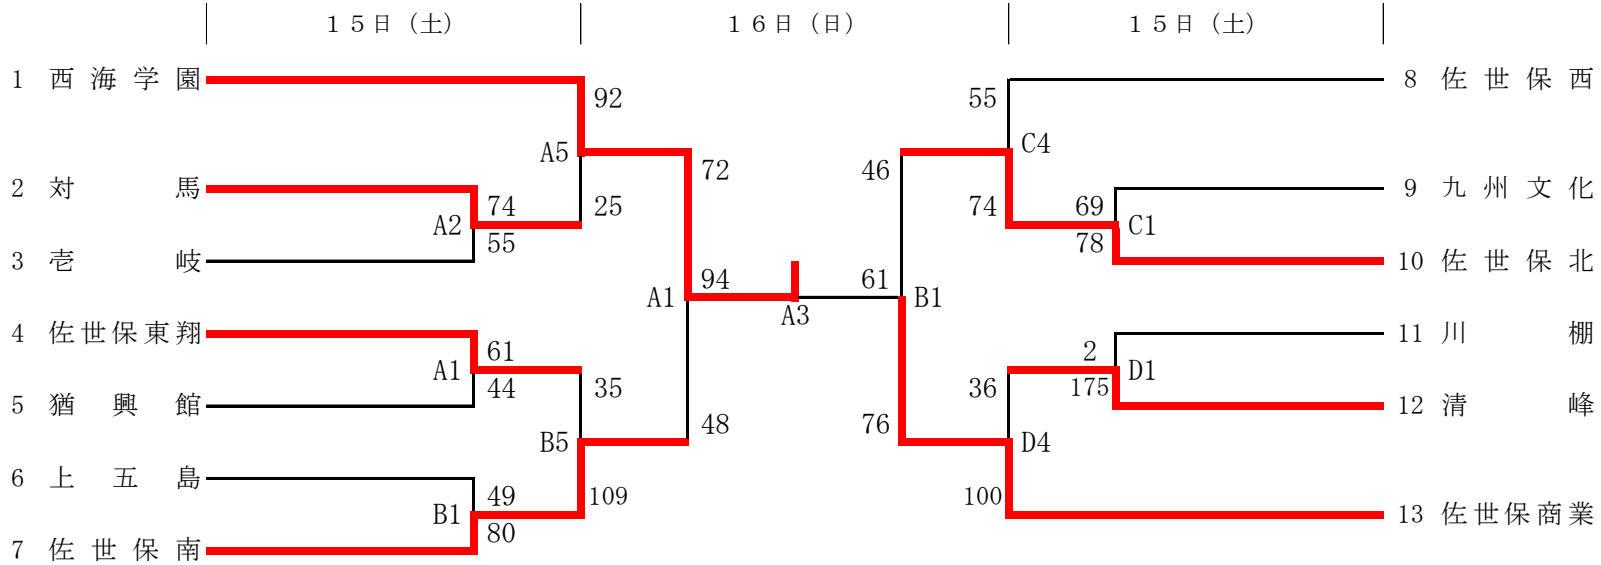 15日（土） 16日（日） 15日（土）
1 西海学園 92 55 8 佐世保西
A5 72 46 C4
2 対馬 74 25 74 69 9 九州文化
A2 C1
3 壱岐 55 78 10 佐世保北
A1 94 A3 61 B1
4 佐世保東翔 61 2 11 川棚
A1 35 36 D1
5 猶興館 44 175 12 清峰
B5 48 76 D4
6 上五島 49 109 100
B1 13 佐世保商業
7 佐世保南 80